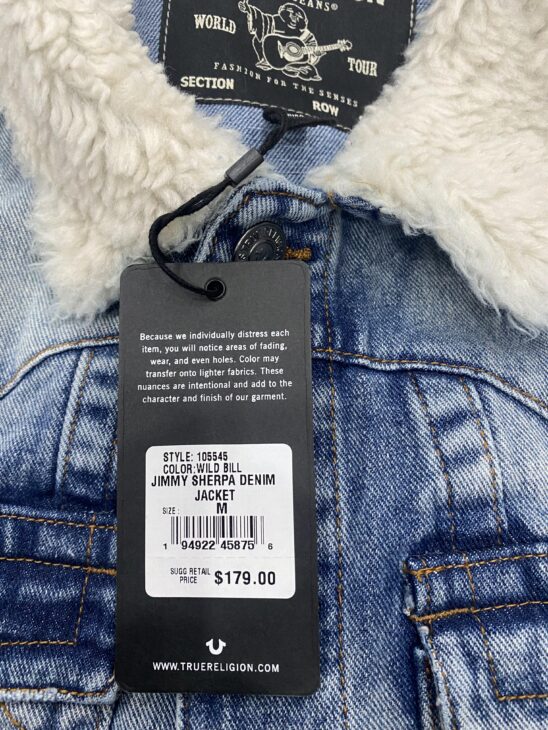 JEANS®
WORLD TOUR
FASHION FOR THE SENSES
SECTION
ROW
Because we individually distress each
item, you will notice areas of fading,
wear, and even holes. Color may
transfer onto lighter fabrics. These
nuances are intentional and add to the
character and finish of our garment.
STYLE: 105545
COLOR:WILD BILL
JIMMY SHERPA DENIM
JACKET
SIZE: M
1 94922 45875 6
SUGG RETAIL
PRICE $179.00
WWW.TRUERELIGION.COM